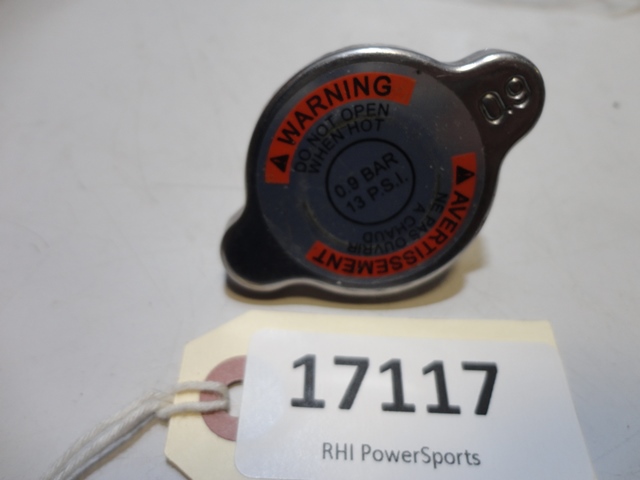 WARNING
DO NOT OPEN
WHEN HOT
0.9 BAR
13 P.S.I.
AVERTISSEMENT
NE PAS OUVRIR
A CHAUD
0.9
17117
RHI PowerSports